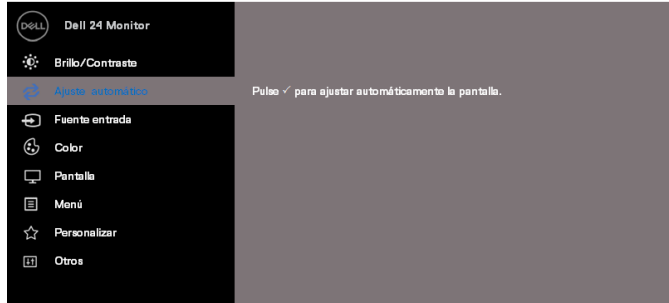 DELL
Dell 24 Monitor
Brillo/Contraste
Ajuste automático
Pulse ✓ para ajustar automáticamente la pantalla.
Fuente entrada
Color
Pantalla
Menú
Personalizar
Otros